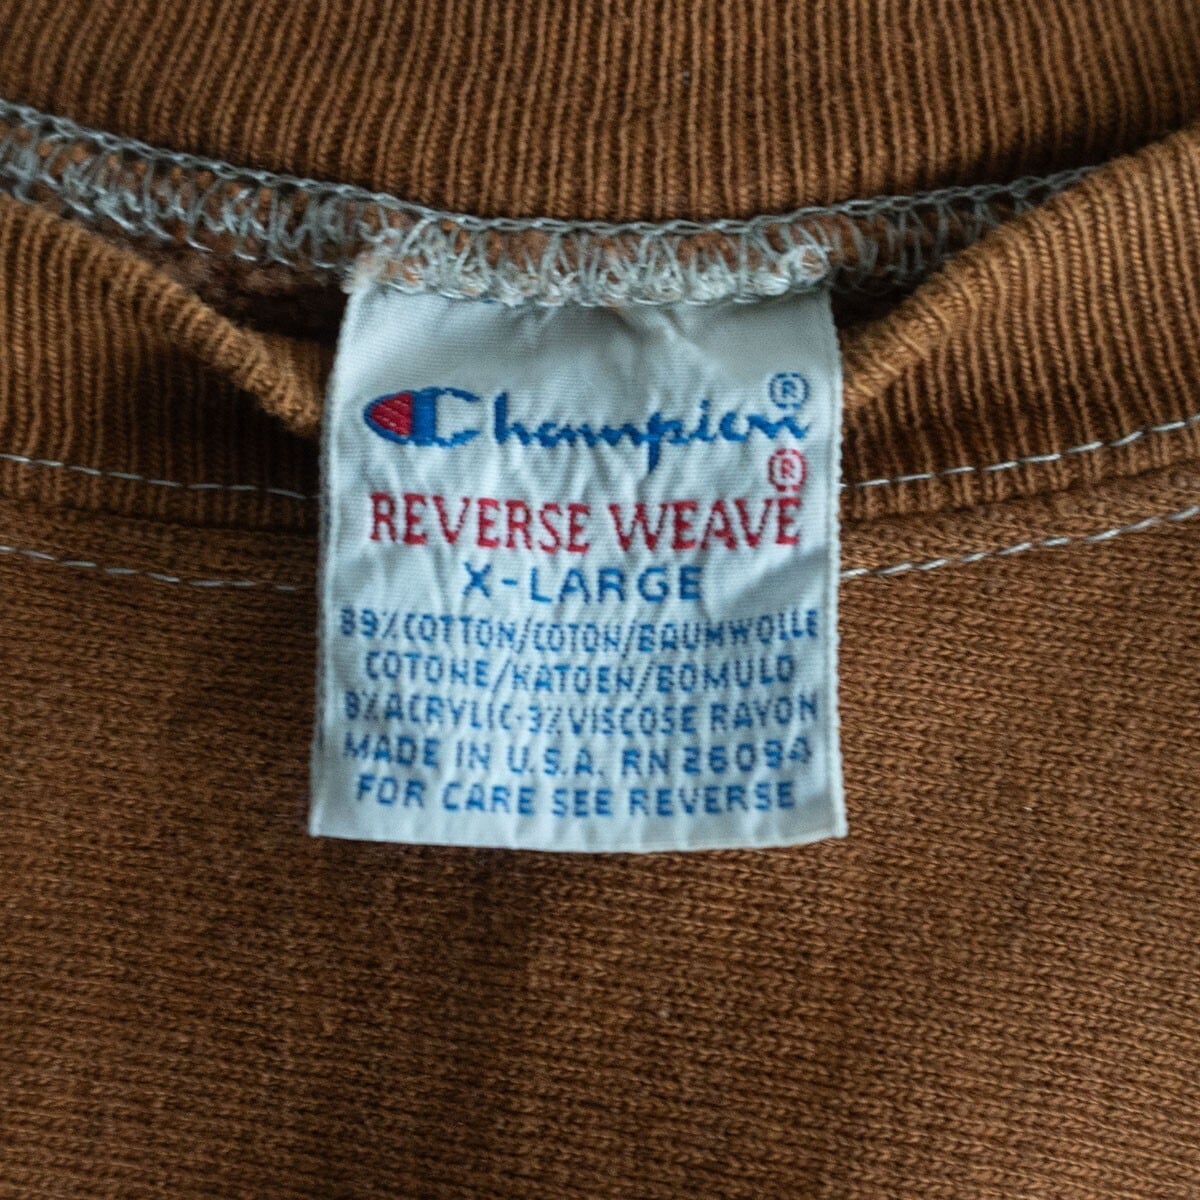 Champion®
REVERSE WEAVE®
X-LARGE
89%COTTON/COTON/BAUMWOLLE
COTONE/KATOEN/BOMULD
8%ACRYLIC-3%VISCOSE RAYON
MADE IN U.S.A. RN 26094
FOR CARE SEE REVERSE